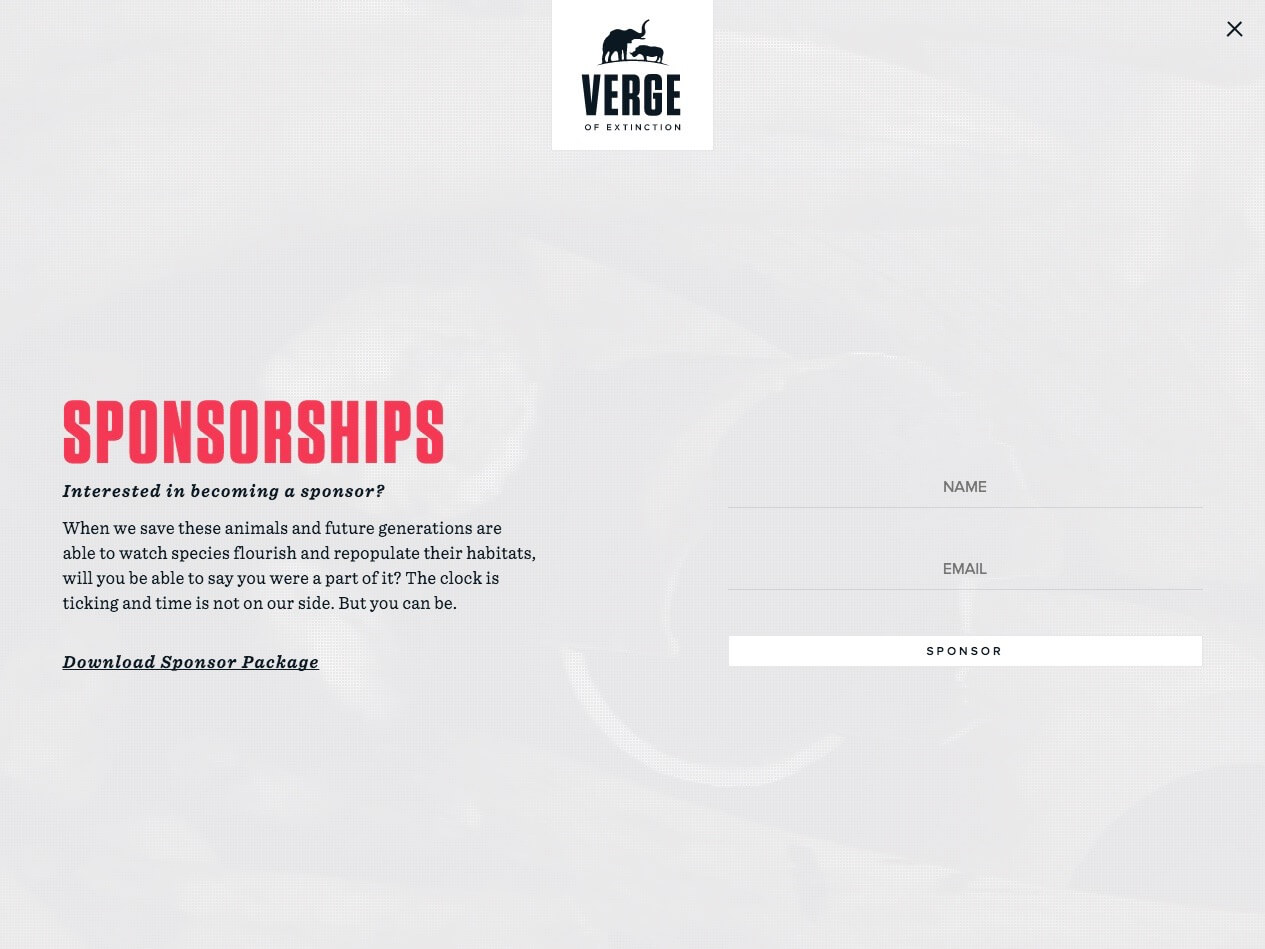 VERGE
OF EXTINCTION
SPONSORSHIPS
Interested in becoming a sponsor?
When we save these animals and future generations are
able to watch species flourish and repopulate their habitats,
will you be able to say you were a part of it? The clock is
ticking and time is not on our side. But you can be.
Download Sponsor Package
NAME
EMAIL
SPONSOR